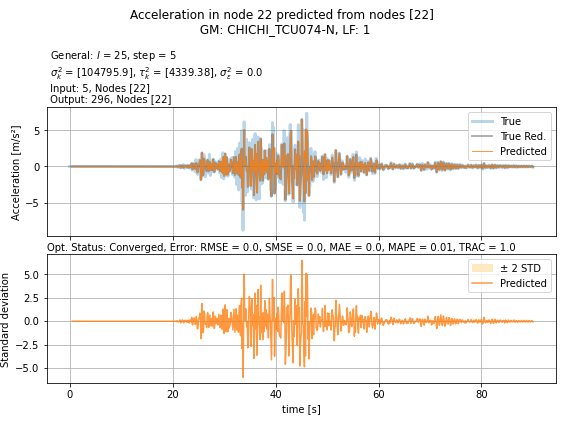 Acceleration in node 22 predicted from nodes [22]
GM: CHICHI_TCU074-N, LF: 1
General: l = 25, step = 5
σ²ₖ = [104795.9], τ²ₖ = [4339.38], σ²ε = 0.0
Input: 5, Nodes [22]
Output: 296, Nodes [22]
Acceleration [m/s²]
5
0
−5
True
True Red.
Predicted
Opt. Status: Converged, Error: RMSE = 0.0, SMSE = 0.0, MAE = 0.0, MAPE = 0.01, TRAC = 1.0
Standard deviation
5.0
2.5
0.0
−2.5
−5.0
± 2 STD
Predicted
0 20 40 60 80
time [s]